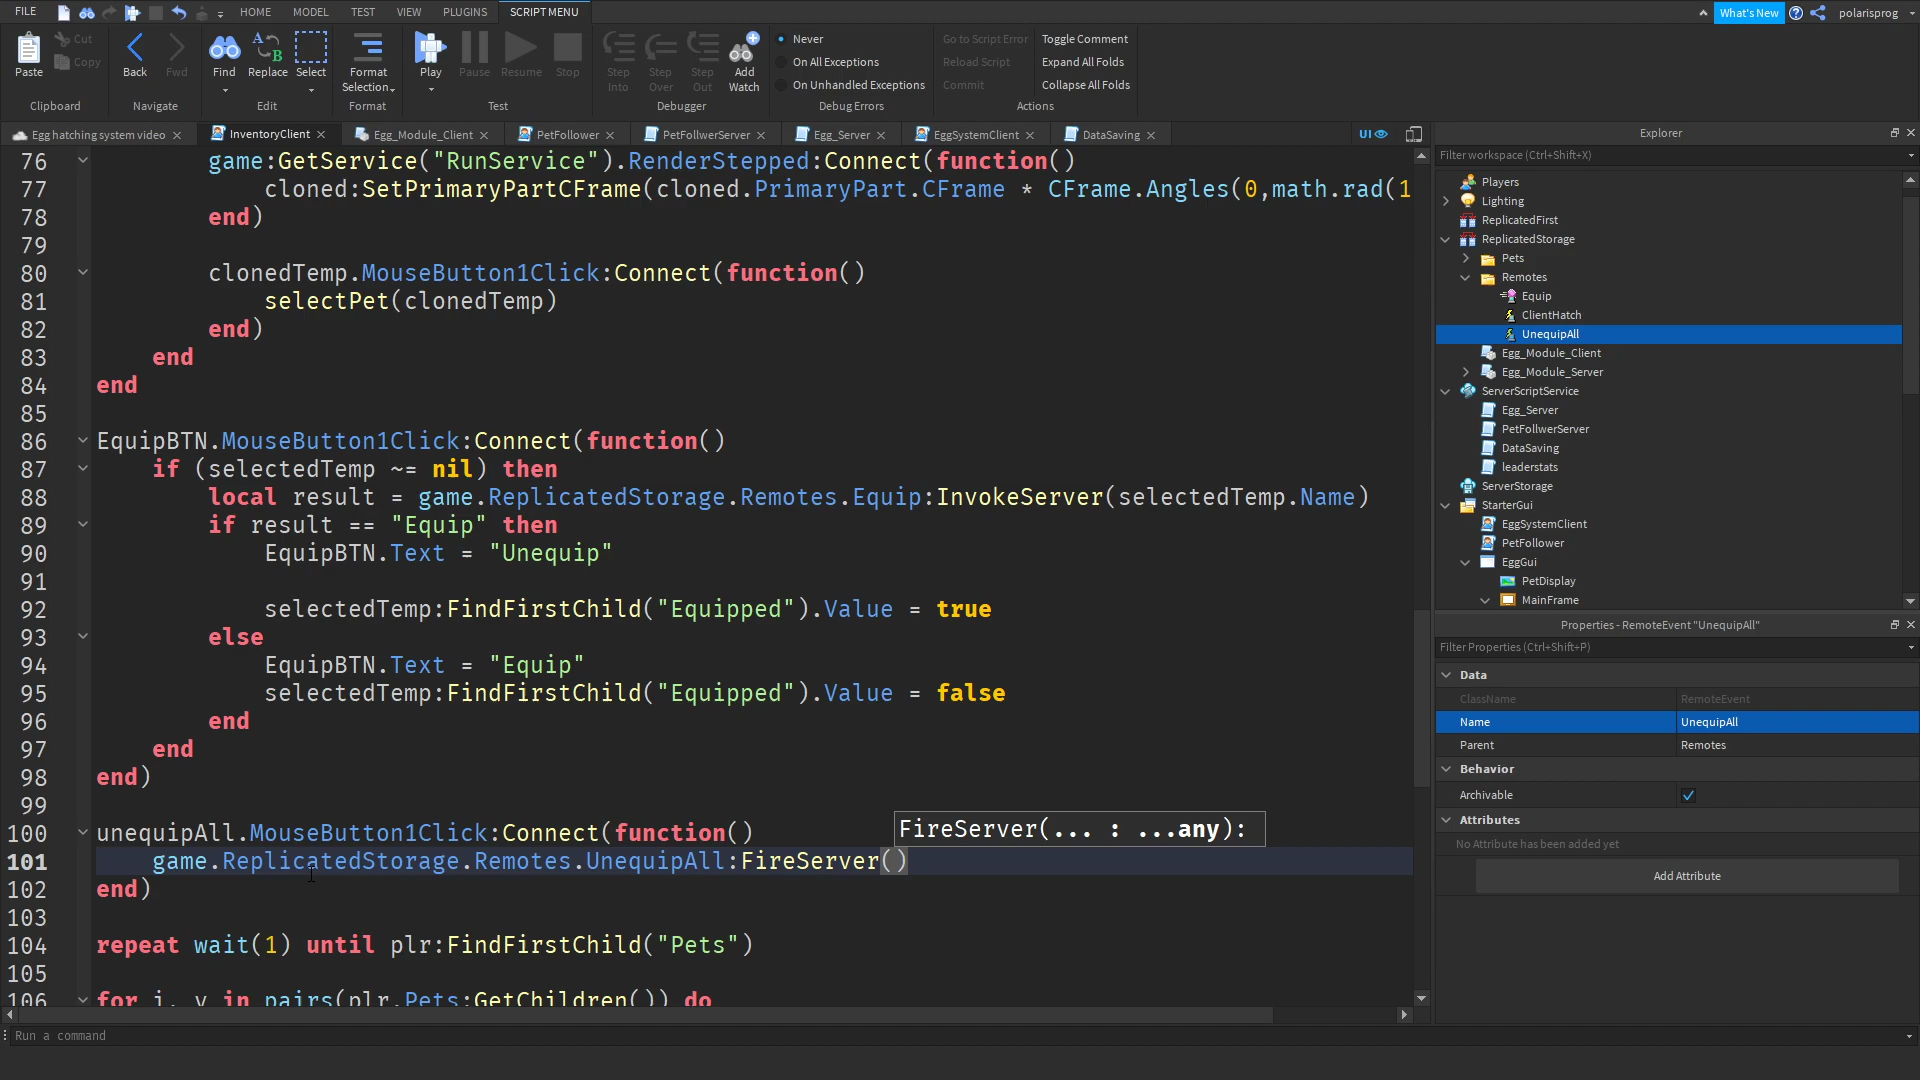 FILE HOME MODEL TEST VIEW PLUGINS SCRIPT MENU What's New polarisprog
Paste Cut Copy Back Fwd Find Replace Select Format Selection Play Pause Resume Stop Step Into Step Over Step Out Add Watch
Never Go to Script Error Toggle Comment
On All Exceptions Reload Script Expand All Folds
On Unhandled Exceptions Commit Collapse All Folds
Clipboard Navigate Edit Format Test Debugger Debug Errors Actions
Egg hatching system video InventoryClient Egg_Module_Client PetFollower PetFollwerServer Egg_Server EggSystemClient DataSaving UI
76 game:GetService("RunService").RenderStepped:Connect(function()
77 cloned:SetPrimaryPartCFrame(cloned.PrimaryPart.CFrame * CFrame.Angles(0,math.rad(1
78 end)
79
80 clonedTemp.MouseButton1Click:Connect(function()
81 selectPet(clonedTemp)
82 end)
83 end
84 end
85
86 EquipBTN.MouseButton1Click:Connect(function()
87 if (selectedTemp ~= nil) then
88 local result = game.ReplicatedStorage.Remotes.Equip:InvokeServer(selectedTemp.Name)
89 if result == "Equip" then
90 EquipBTN.Text = "Unequip"
91
92 selectedTemp:FindFirstChild("Equipped").Value = true
93 else
94 EquipBTN.Text = "Equip"
95 selectedTemp:FindFirstChild("Equipped").Value = false
96 end
97 end
98 end)
99
100 unequipAll.MouseButton1Click:Connect(function()
FireServer(... : ...any):
101 game.ReplicatedStorage.Remotes.UnequipAll:FireServer()
102 end)
103
104 repeat wait(1) until plr:FindFirstChild("Pets")
105
106 for i, v in pairs(plr.Pets:GetChildren()) do
Run a command
Explorer
Filter workspace (Ctrl+Shift+X)
Players
Lighting
ReplicatedFirst
ReplicatedStorage
Pets
Remotes
Equip
ClientHatch
UnequipAll
Egg_Module_Client
Egg_Module_Server
ServerScriptService
Egg_Server
PetFollwerServer
DataSaving
leaderstats
ServerStorage
StarterGui
EggSystemClient
PetFollower
EggGui
PetDisplay
MainFrame
Properties - RemoteEvent "UnequipAll"
Filter Properties (Ctrl+Shift+P)
Data
ClassName RemoteEvent
Name UnequipAll
Parent Remotes
Behavior
Archivable
Attributes
No Attribute has been added yet
Add Attribute